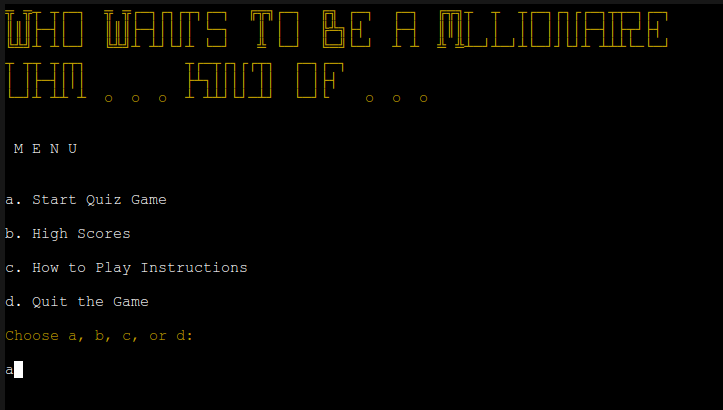 WHO WANTS TO BE A MILLIONAIRE
UHM ... KIND OF ...
M E N U
a. Start Quiz Game
b. High Scores
c. How to Play Instructions
d. Quit the Game
Choose a, b, c, or d:
a